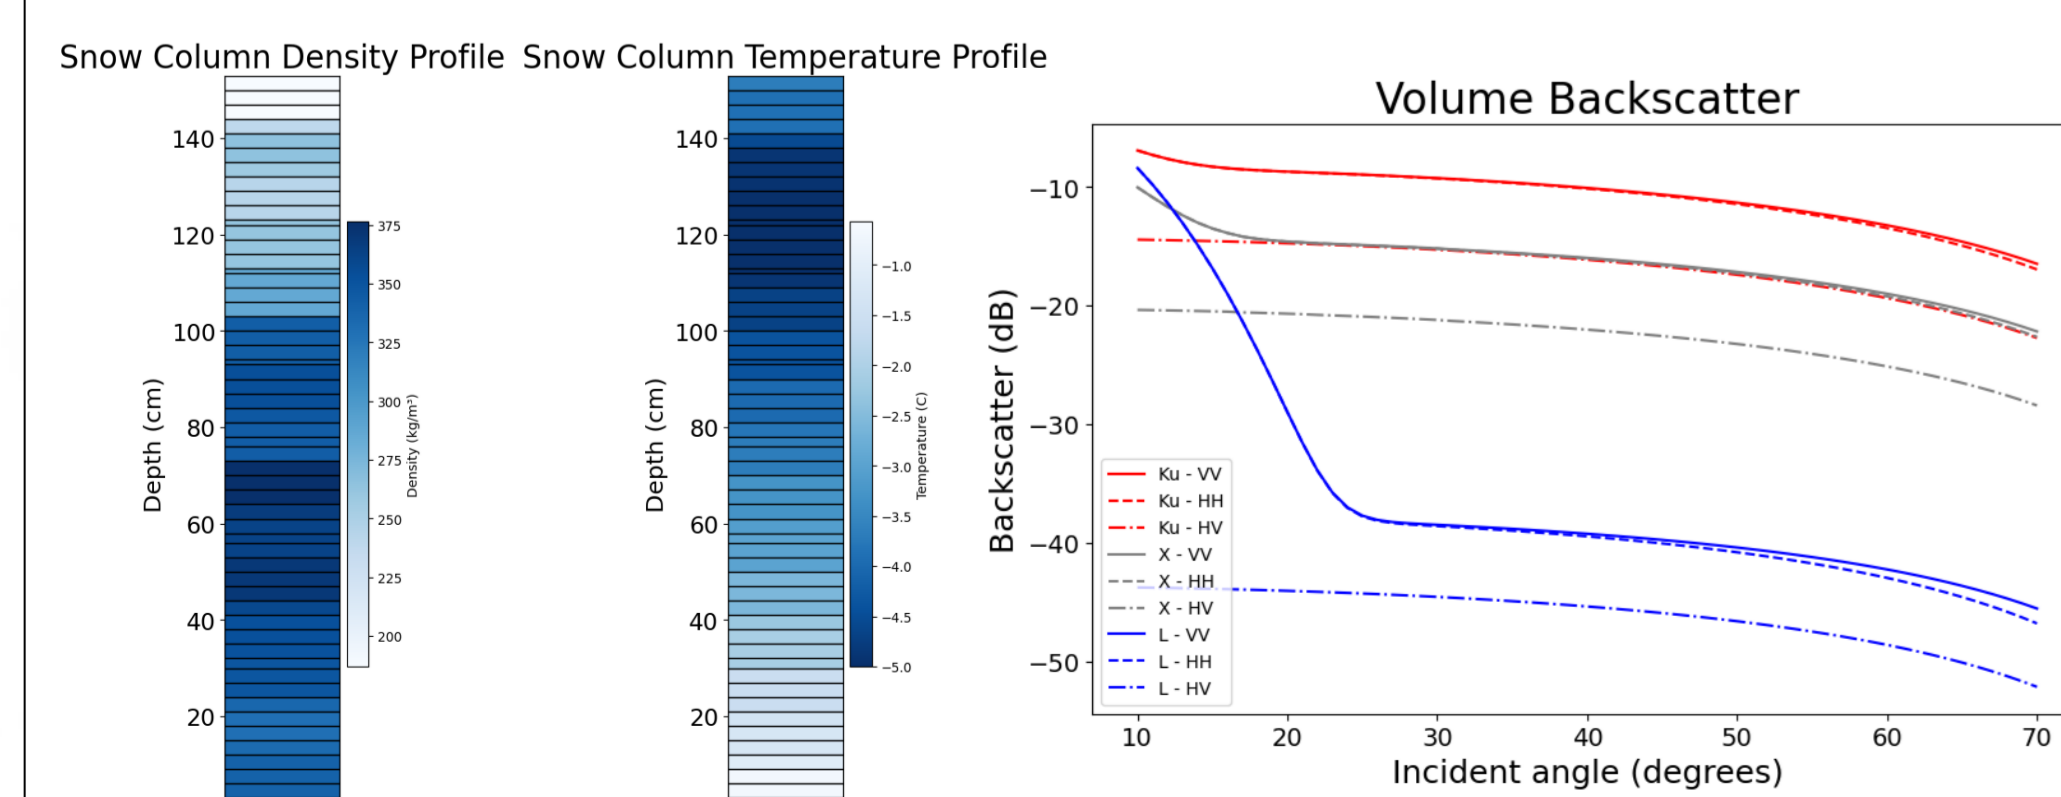 Snow Column Density Profile
140
120
100
80
60
40
20
Depth (cm)
375
350
325
300
275
250
225
200
Density (kg/m³)
Snow Column Temperature Profile
140
120
100
80
60
40
20
Depth (cm)
−1.0
−1.5
−2.0
−2.5
−3.0
−3.5
−4.0
−4.5
−5.0
Temperature (C)
Volume Backscatter
−10
−20
−30
−40
−50
Backscatter (dB)
Ku - VV
Ku - HH
Ku - HV
X - VV
X - HH
X - HV
L - VV
L - HH
L - HV
10 20 30 40 50 60 70
Incident angle (degrees)